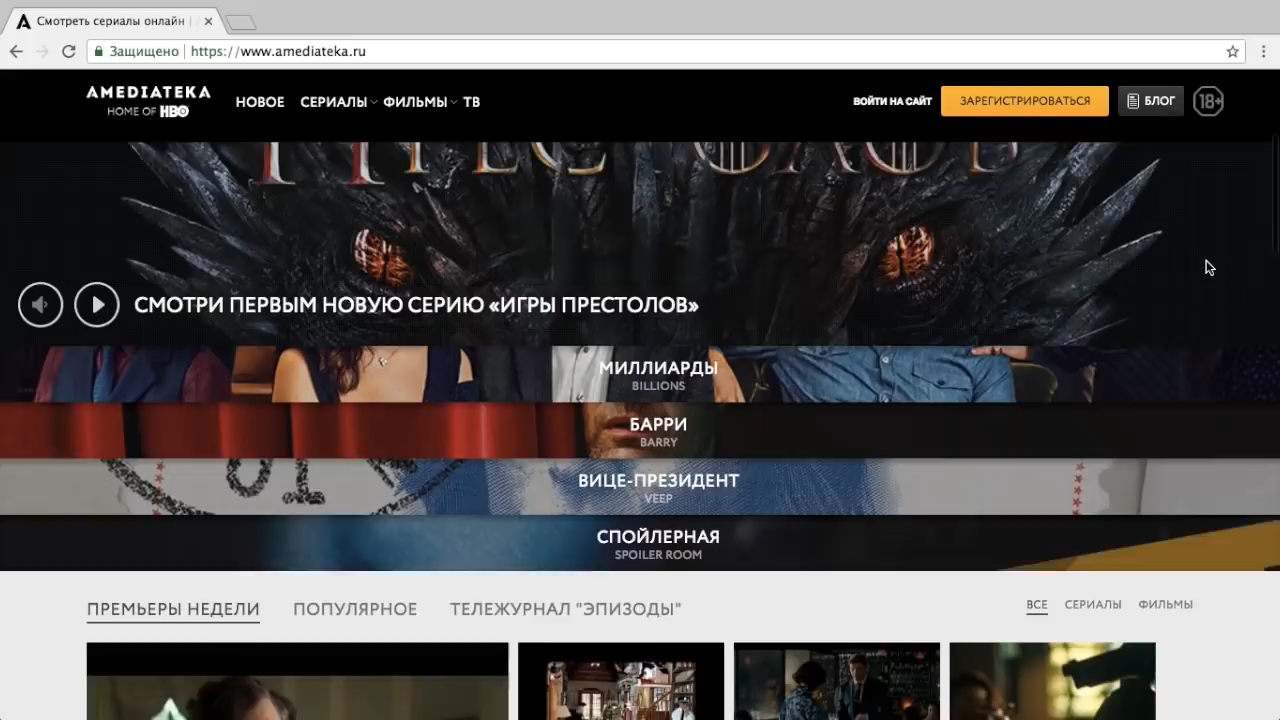 Смотреть сериалы онлайн
Защищено https://www.amediateka.ru
AMEDIATEKA
HOME OF HBO
НОВОЕ СЕРИАЛЫ ФИЛЬМЫ ТВ
ВОЙТИ НА САЙТ ЗАРЕГИСТРИРОВАТЬСЯ БЛОГ 18+
СМОТРИ ПЕРВЫМ НОВУЮ СЕРИЮ «ИГРЫ ПРЕСТОЛОВ»
МИЛЛИАРДЫ
BILLIONS
БАРРИ
BARRY
ВИЦЕ-ПРЕЗИДЕНТ
VEEP
СПОЙЛЕРНАЯ
SPOILER ROOM
ПРЕМЬЕРЫ НЕДЕЛИ ПОПУЛЯРНОЕ ТЕЛЕЖУРНАЛ "ЭПИЗОДЫ" ВСЕ СЕРИАЛЫ ФИЛЬМЫ